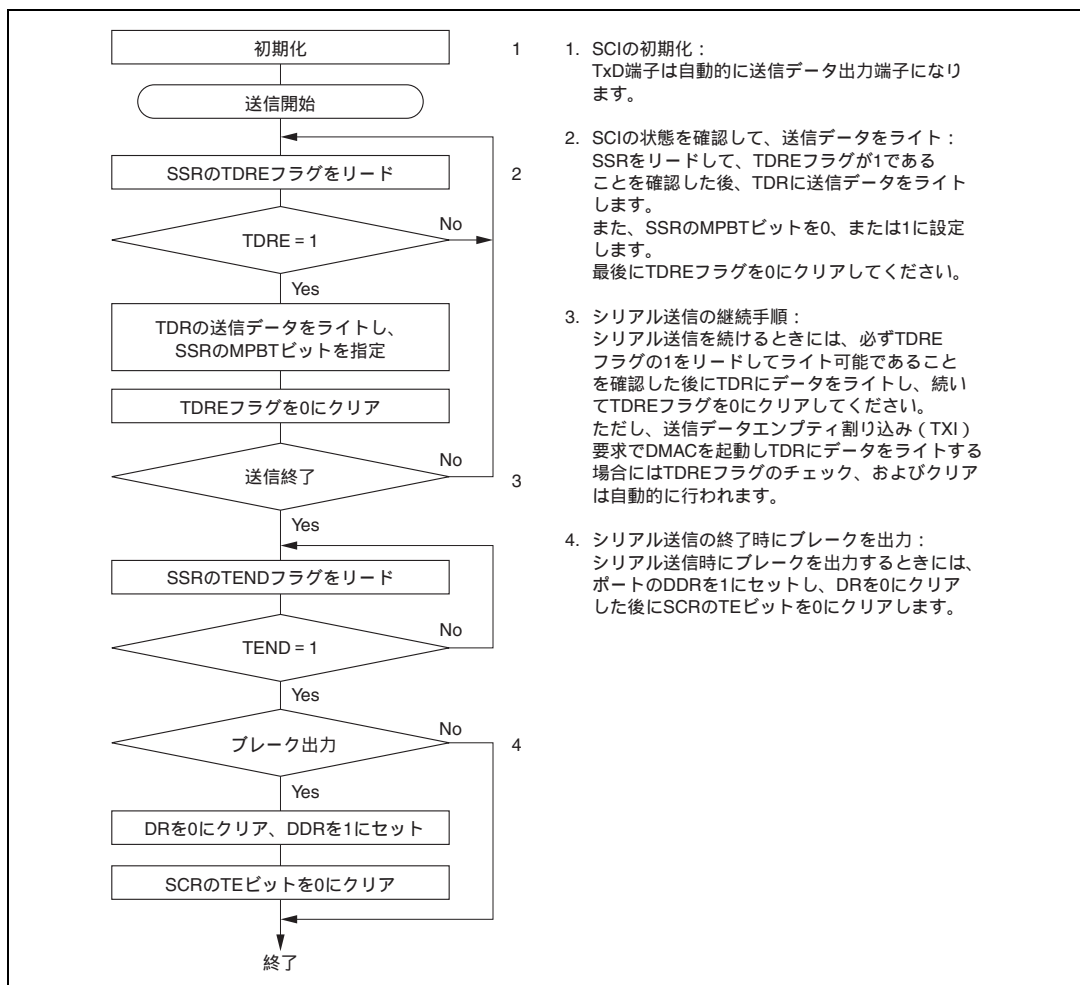 初期化
1
送信開始
SSRのTDREフラグをリード
2
TDRE = 1
No
Yes
TDRの送信データをライトし、
SSRのMPBTビットを指定
TDREフラグを0にクリア
送信終了
No
3
Yes
SSRのTENDフラグをリード
TEND = 1
No
Yes
ブレーク出力
No
4
Yes
DRを0にクリア、DDRを1にセット
SCRのTEビットを0にクリア
終了
1. SCIの初期化：
TxD端子は自動的に送信データ出力端子になり
ます。
2. SCIの状態を確認して、送信データをライト：
SSRをリードして、TDREフラグが1である
ことを確認した後、TDRに送信データをライト
します。
また、SSRのMPBTビットを0、または1に設定
します。
最後にTDREフラグを0にクリアしてください。
3. シリアル送信の継続手順：
シリアル送信を続けるときには、必ずTDRE
フラグの1をリードしてライト可能であること
を確認した後にTDRにデータをライトし、続い
てTDREフラグを0にクリアしてください。
ただし、送信データエンプティ割り込み（TXI）
要求でDMACを起動しTDRにデータをライトする
場合にはTDREフラグのチェック、およびクリア
は自動的に行われます。
4. シリアル送信の終了時にブレークを出力：
シリアル送信時にブレークを出力するときには、
ポートのDDRを1にセットし、DRを0にクリア
した後にSCRのTEビットを0にクリアします。